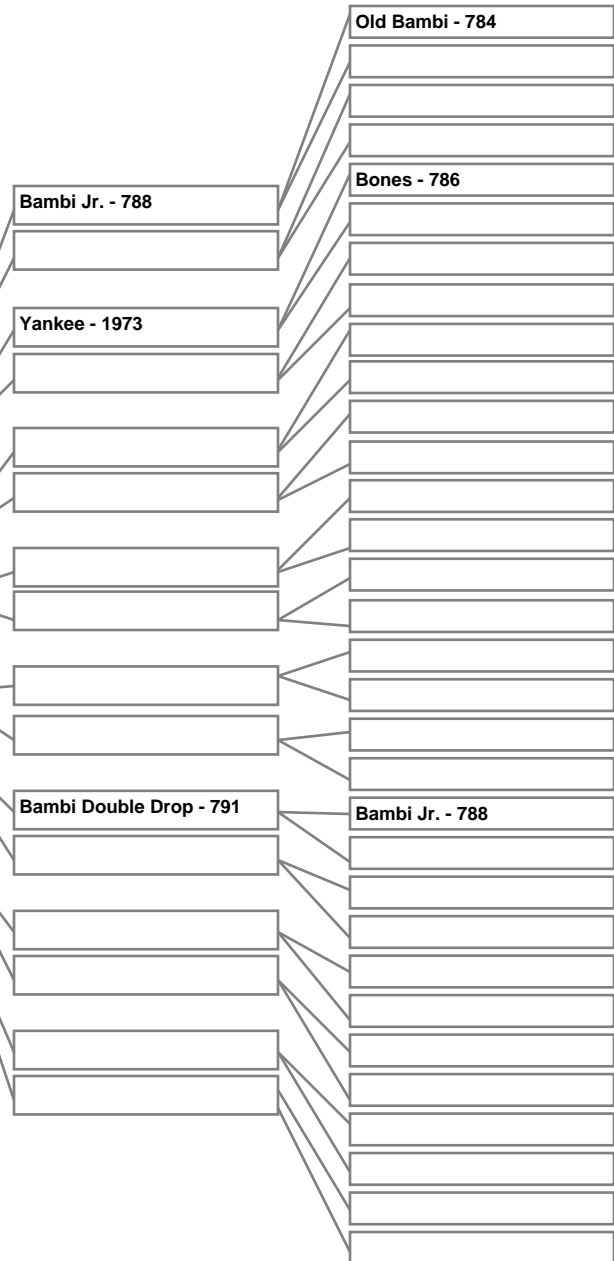 Old Bambi - 784
Bones - 786
Bambi Jr. - 788
Yankee - 1973
Bambi Double Drop - 791
Bambi Jr. - 788